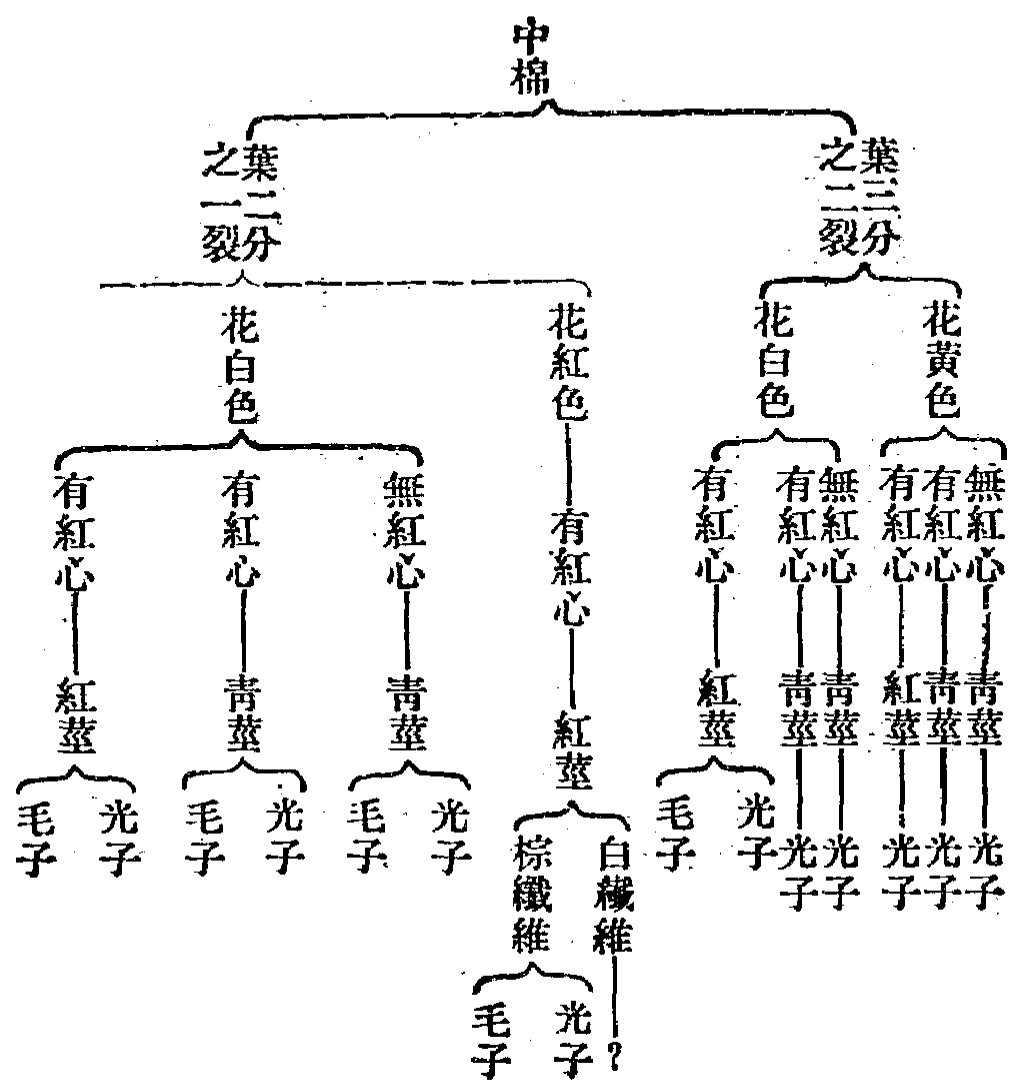 中棉
葉三分
之二裂
葉二分
之一裂
花黃色
花白色
花紅色
花白色
無紅心
有紅心
有紅心
無紅心
有紅心
有紅心
有紅心
無紅心
有紅心
有紅心
青莖
青莖
紅莖
青莖
青莖
紅莖
紅莖
青莖
青莖
紅莖
光子
光子
光子
光子
光子
光子
毛子
白纖維
棕纖維
?
光子
毛子
光子
毛子
光子
毛子
光子
毛子